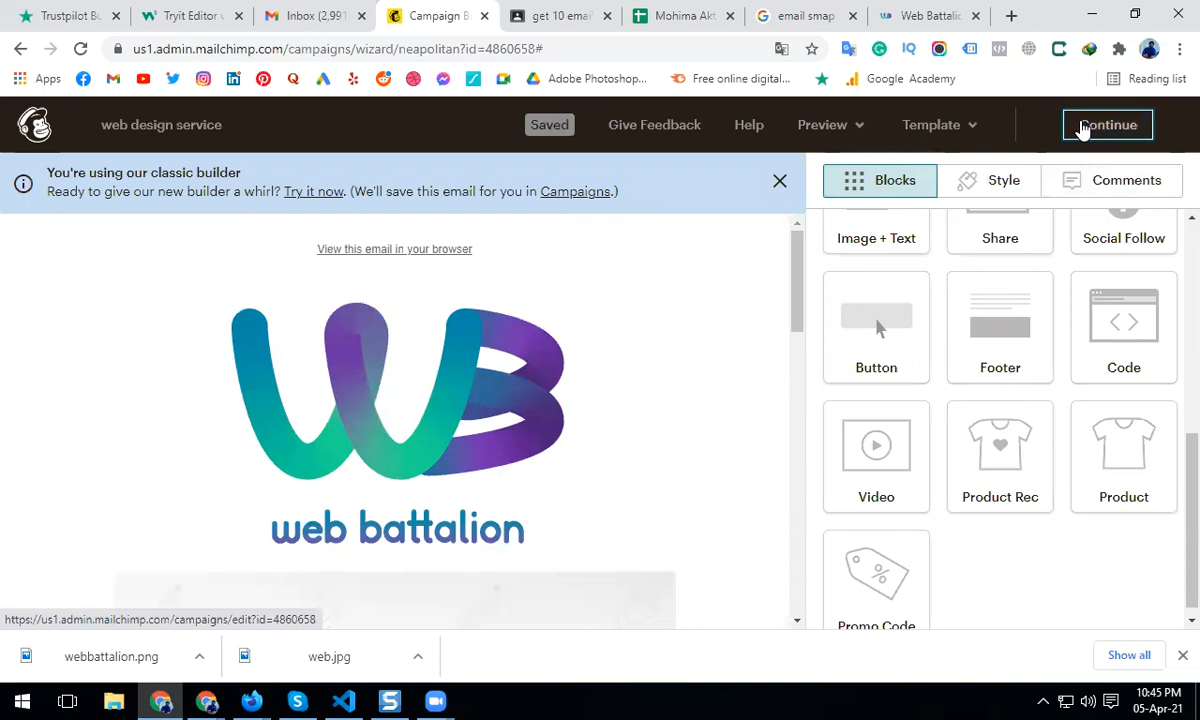 Trustpilot Bu
Tryit Editor v
Inbox (2,991
Campaign B
get 10 email
Mohima Akt
email smap
Web Battalic
us1.admin.mailchimp.com/campaigns/wizard/neapolitan?id=4860658#
Apps
Adobe Photoshop...
Free online digital...
Google Academy
Reading list
web design service
Saved
Give Feedback
Help
Preview
Template
Continue
You're using our classic builder
Ready to give our new builder a whirl? Try it now. (We'll save this email for you in Campaigns.)
Blocks
Style
Comments
View this email in your browser
web battalion
Image + Text
Share
Social Follow
Button
Footer
Code
Video
Product Rec
Product
Promo Code
https://us1.admin.mailchimp.com/campaigns/edit?id=4860658
webbattalion.png
web.jpg
Show all
10:45 PM
05-Apr-21